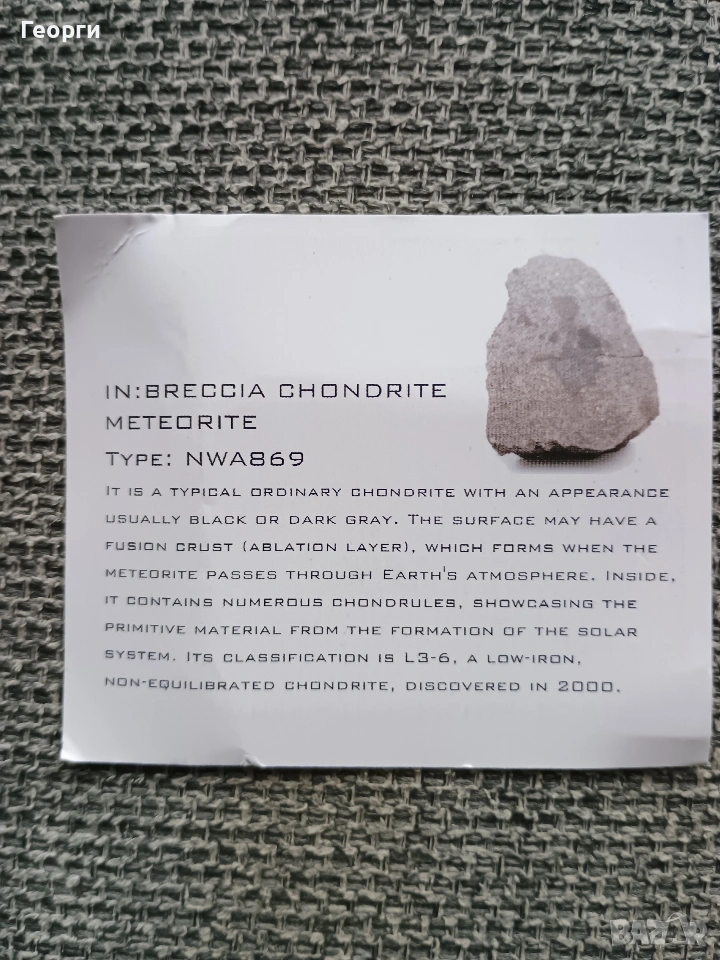 Георги
IN:BRECCIA CHONDRITE
METEORITE
TYPE: NWA869
IT IS A TYPICAL ORDINARY CHONDRITE WITH AN APPEARANCE
USUALLY BLACK OR DARK GRAY. THE SURFACE MAY HAVE A
FUSION CRUST (ABLATION LAYER), WHICH FORMS WHEN THE
METEORITE PASSES THROUGH EARTH'S ATMOSPHERE. INSIDE,
IT CONTAINS NUMEROUS CHONDRULES, SHOWCASING THE
PRIMITIVE MATERIAL FROM THE FORMATION OF THE SOLAR
SYSTEM. ITS CLASSIFICATION IS L3-6, A LOW-IRON,
NON-EQUILIBRATED CHONDRITE, DISCOVERED IN 2000.
BAZAR